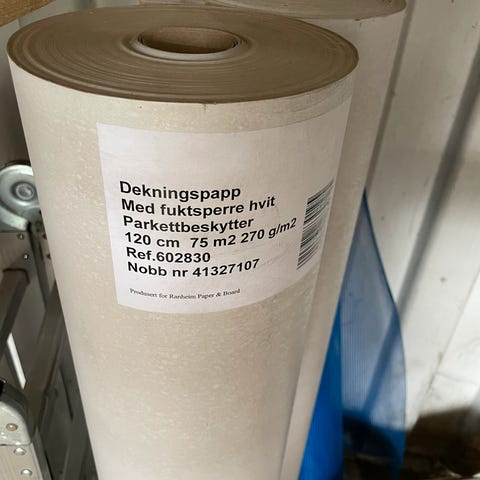 Dekningspapp
Med fuktsperre hvit
Parkettbeskytter
120 cm 75 m2 270 g/m2
Ref.602830
Nobb nr 41327107
Produsert for Ranheim Paper & Board